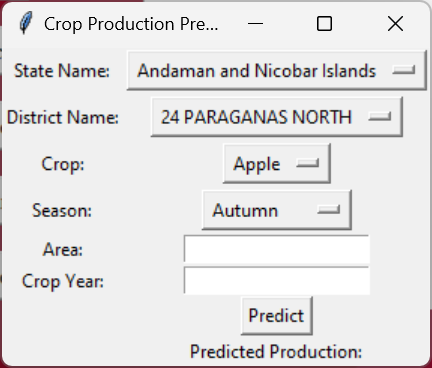 Crop Production Pre...
State Name: Andaman and Nicobar Islands
District Name: 24 PARAGANAS NORTH
Crop: Apple
Season: Autumn
Area:
Crop Year:
Predict
Predicted Production: